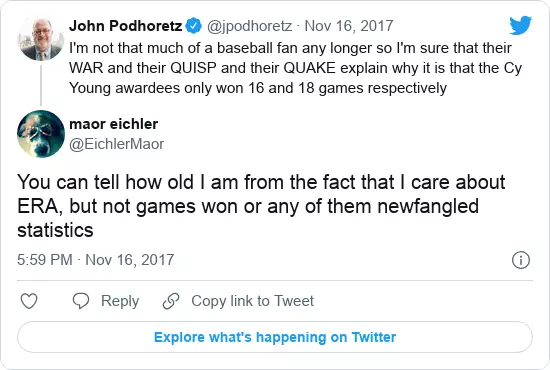 John Podhoretz @jpodhoretz · Nov 16, 2017
I'm not that much of a baseball fan any longer so I'm sure that their
WAR and their QUISP and their QUAKE explain why it is that the Cy
Young awardees only won 16 and 18 games respectively
maor eichler
@EichlerMaor
You can tell how old I am from the fact that I care about
ERA, but not games won or any of them newfangled
statistics
5:59 PM · Nov 16, 2017
Reply Copy link to Tweet
Explore what's happening on Twitter